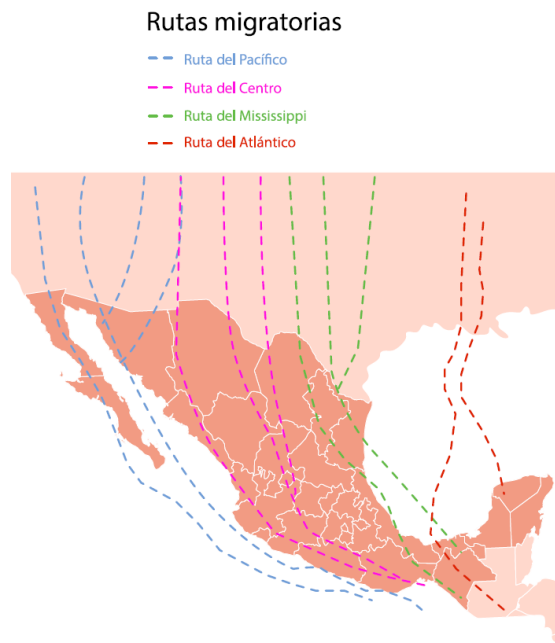 Rutas migratorias
Ruta del Pacífico
Ruta del Centro
Ruta del Mississippi
Ruta del Atlántico